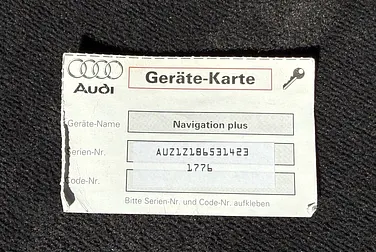 Audi
Geräte-Karte
Geräte-Name Navigation plus
Serien-Nr. AUZ1Z1B6531423
1776
Code-Nr.
Bitte Serien-Nr. und Code-Nr. aufkleben